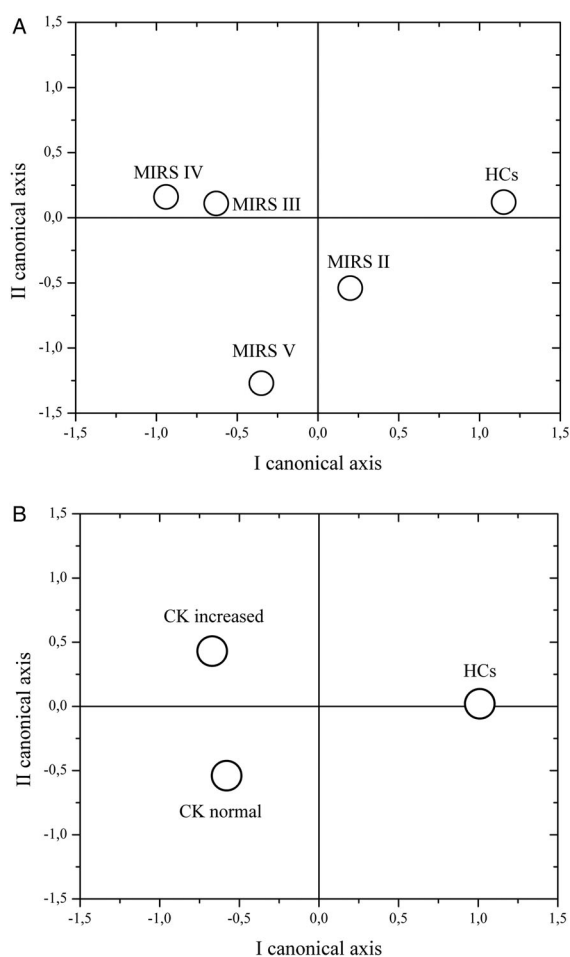 A
1,5
1,0
0,5
0,0
-0,5
-1,0
-1,5
II canonical axis
MIRS IV
MIRS III
HCs
MIRS II
MIRS V
-1,5 -1,0 -0,5 0,0 0,5 1,0 1,5
I canonical axis
B
1,5
1,0
0,5
0,0
-0,5
-1,0
-1,5
II canonical axis
CK increased
HCs
CK normal
-1,5 -1,0 -0,5 0,0 0,5 1,0 1,5
I canonical axis